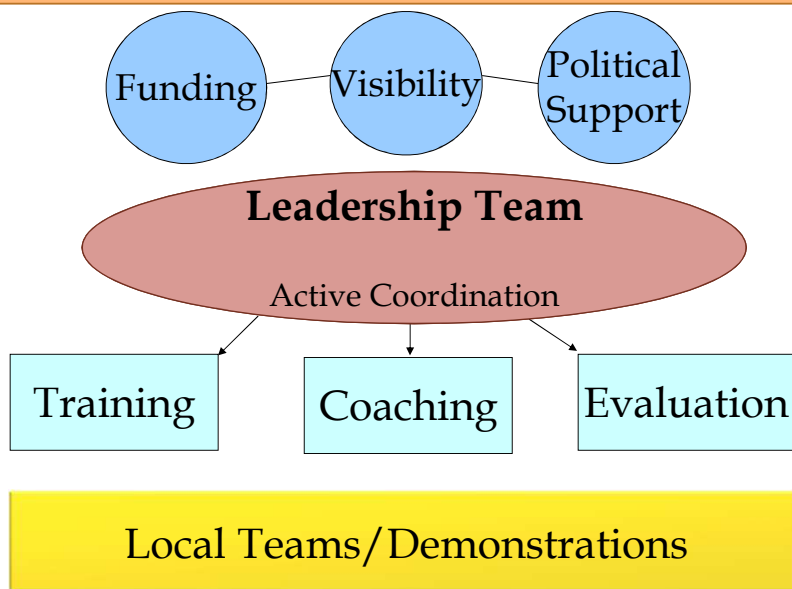 Funding
Visibility
Political
Support
Leadership Team
Active Coordination
Training
Coaching
Evaluation
Local Teams/Demonstrations